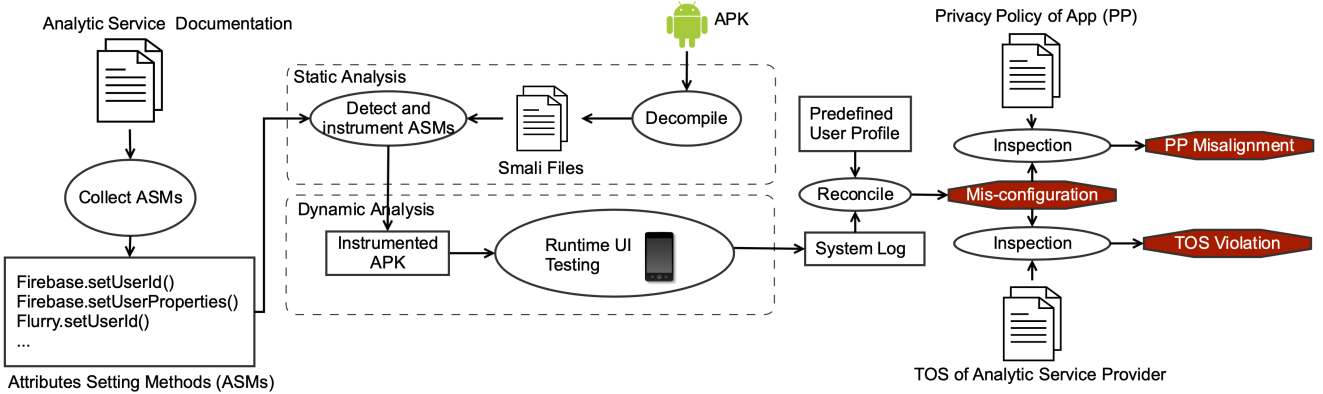 Analytic Service Documentation
Collect ASMs
Firebase.setUserId()
Firebase.setUserProperties()
Flurry.setUserId()
...
Attributes Setting Methods (ASMs)
APK
Static Analysis
Detect and
instrument ASMs
Smali Files
Decompile
Dynamic Analysis
Instrumented
APK
Runtime UI
Testing
Predefined
User Profile
Reconcile
System Log
Privacy Policy of App (PP)
Inspection
PP Misalignment
Mis-configuration
Inspection
TOS Violation
TOS of Analytic Service Provider